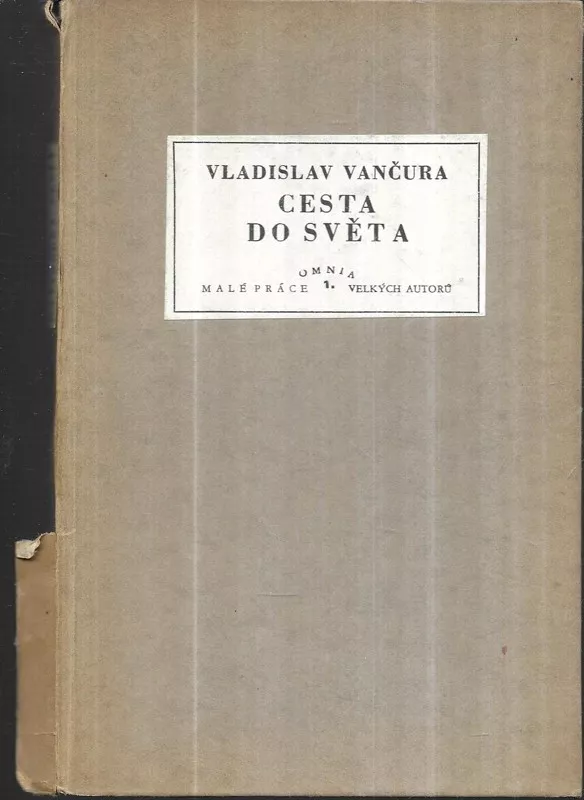 VLADISLAV VANČURA
CESTA
DO SVĚTA
OMNIA
MALÉ PRÁCE 1. VELKÝCH AUTORŮ